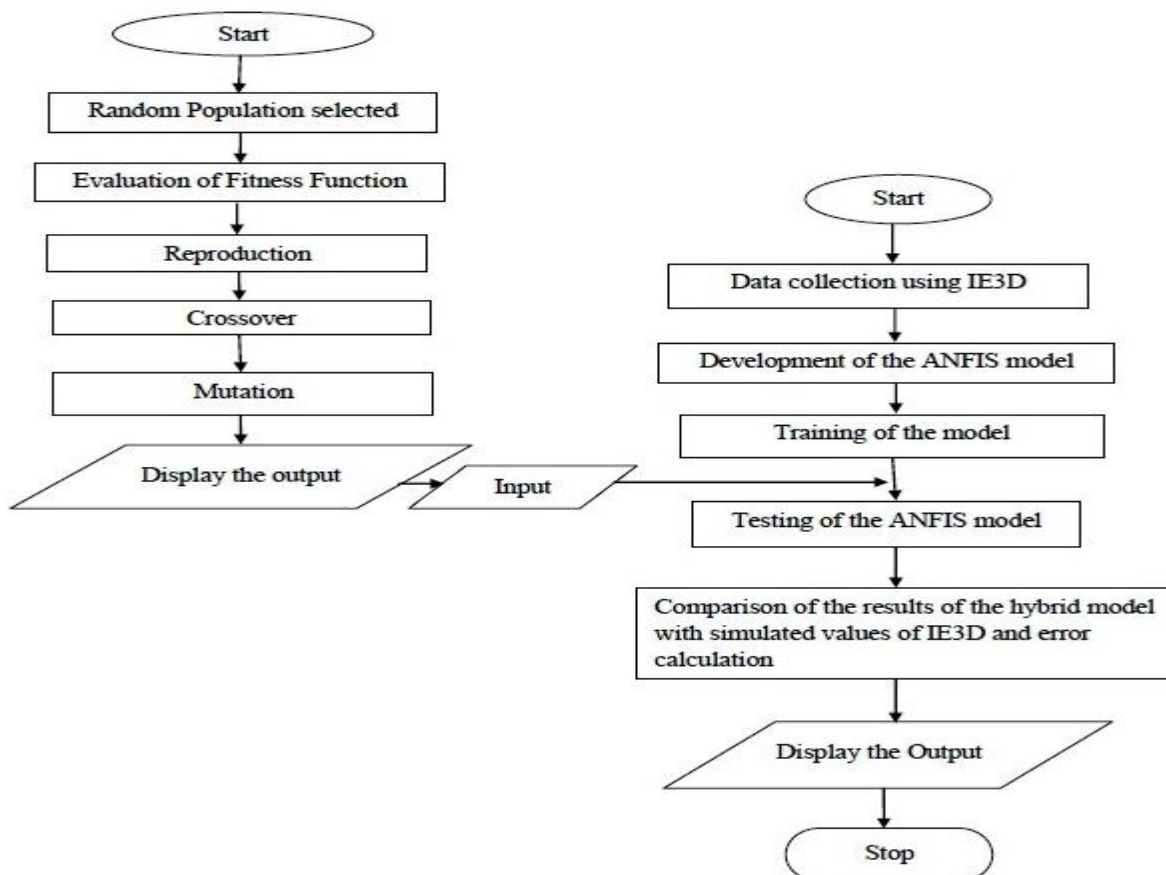 Start
Random Population selected
Evaluation of Fitness Function
Reproduction
Crossover
Mutation
Display the output
Input
Start
Data collection using IE3D
Development of the ANFIS model
Training of the model
Testing of the ANFIS model
Comparison of the results of the hybrid model
with simulated values of IE3D and error
calculation
Display the Output
Stop